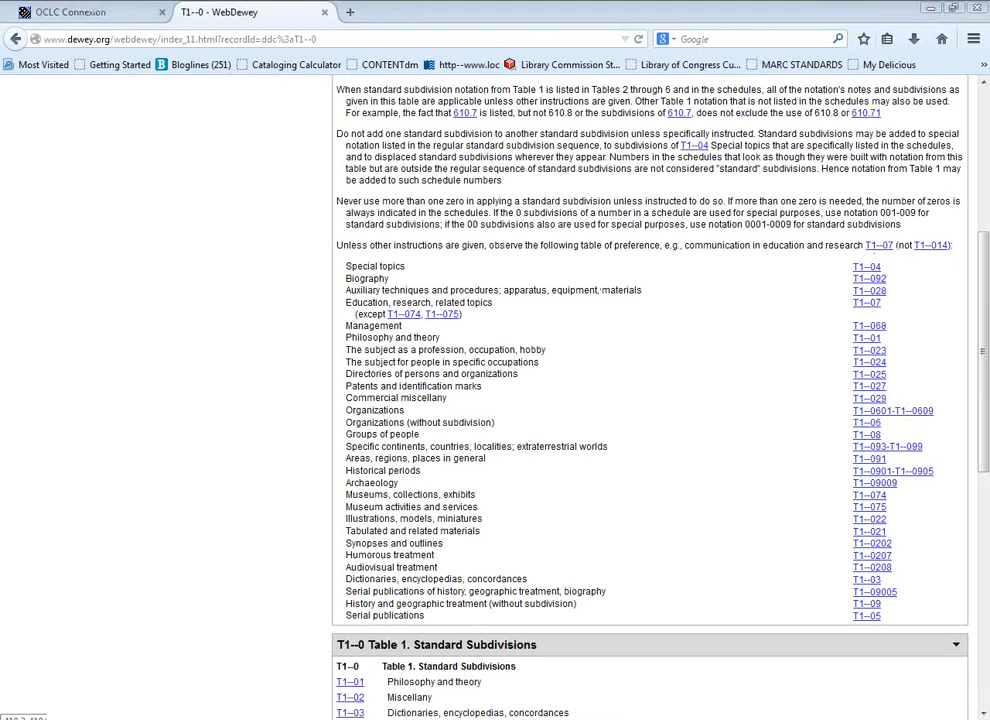 OCLC Connexion
T1--0 - WebDewey
www.dewey.org/webdewey/index_11.html?recordId=ddc%3aT1--0
Google
Most Visited Getting Started Bloglines (251) Cataloging Calculator CONTENTdm http--www.loc Library Commission St... Library of Congress Cu... MARC STANDARDS My Delicious »
When standard subdivision notation from Table 1 is listed in Tables 2 through 6 and in the schedules, all of the notation's notes and subdivisions as
given in this table are applicable unless other instructions are given. Other Table 1 notation that is not listed in the schedules may also be used.
For example, the fact that 610.7 is listed, but not 610.8 or the subdivisions of 610.7, does not exclude the use of 610.8 or 610.71
Do not add one standard subdivision to another standard subdivision unless specifically instructed. Standard subdivisions may be added to special
notation listed in the regular standard subdivision sequence, to subdivisions of T1--04 Special topics that are specifically listed in the schedules,
and to displaced standard subdivisions wherever they appear. Numbers in the schedules that look as though they were built with notation from this
table but are outside the regular sequence of standard subdivisions are not considered "standard" subdivisions. Hence notation from Table 1 may
be added to such schedule numbers
Never use more than one zero in applying a standard subdivision unless instructed to do so. If more than one zero is needed, the number of zeros is
always indicated in the schedules. If the 0 subdivisions of a number in a schedule are used for special purposes, use notation 001-009 for
standard subdivisions; if the 00 subdivisions also are used for special purposes, use notation 0001-0009 for standard subdivisions
Unless other instructions are given, observe the following table of preference, e.g., communication in education and research T1--07 (not T1--014):
Special topics T1--04
Biography T1--092
Auxiliary techniques and procedures; apparatus, equipment, materials T1--028
Education, research, related topics T1--07
(except T1--074, T1--075)
Management T1--068
Philosophy and theory T1--01
The subject as a profession, occupation, hobby T1--023
The subject for people in specific occupations T1--024
Directories of persons and organizations T1--025
Patents and identification marks T1--027
Commercial miscellany T1--029
Organizations T1--0601-T1--0609
Organizations (without subdivision) T1--06
Groups of people T1--08
Specific continents, countries, localities; extraterrestrial worlds T1--093-T1--099
Areas, regions, places in general T1--091
Historical periods T1--0901-T1--0905
Archaeology T1--09009
Museums, collections, exhibits T1--074
Museum activities and services T1--075
Illustrations, models, miniatures T1--022
Tabulated and related materials T1--021
Synopses and outlines T1--0202
Humorous treatment T1--0207
Audiovisual treatment T1--0208
Dictionaries, encyclopedias, concordances T1--03
Serial publications of history, geographic treatment, biography T1--09005
History and geographic treatment (without subdivision) T1--09
Serial publications T1--05
T1--0 Table 1. Standard Subdivisions
T1--0 Table 1. Standard Subdivisions
T1--01 Philosophy and theory
T1--02 Miscellany
T1--03 Dictionaries, encyclopedias, concordances